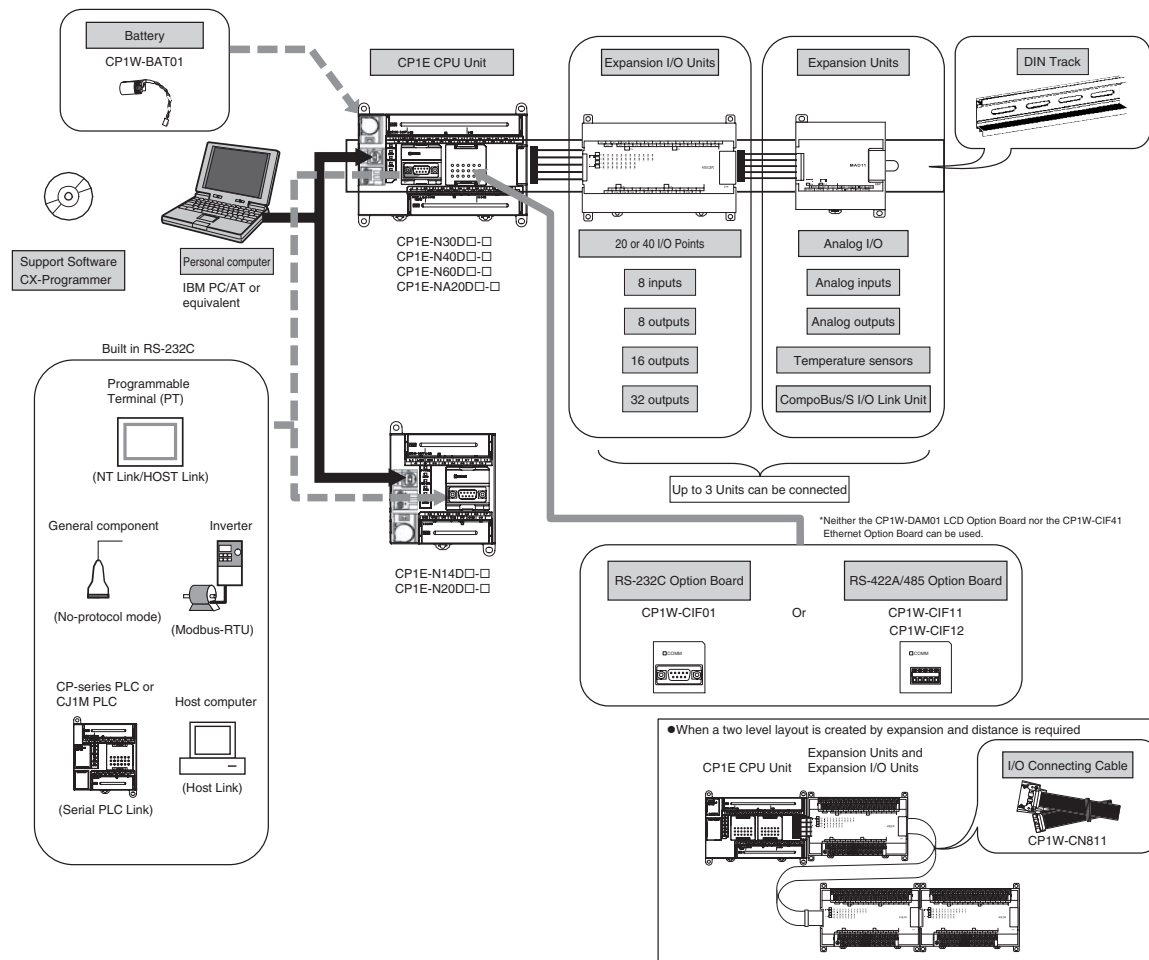 Battery
CP1W-BAT01
CP1E CPU Unit
Expansion I/O Units
Expansion Units
DIN Track
MAD11
Support Software
CX-Programmer
Personal computer
IBM PC/AT or
equivalent
CP1E-N30D□-□
CP1E-N40D□-□
CP1E-N60D□-□
CP1E-NA20D□-□
20 or 40 I/O Points
8 inputs
8 outputs
16 outputs
32 outputs
Analog I/O
Analog inputs
Analog outputs
Temperature sensors
CompoBus/S I/O Link Unit
Up to 3 Units can be connected
Built in RS-232C
Programmable
Terminal (PT)
(NT Link/HOST Link)
General component
(No-protocol mode)
Inverter
(Modbus-RTU)
CP-series PLC or
CJ1M PLC
(Serial PLC Link)
Host computer
(Host Link)
CP1E-N14D□-□
CP1E-N20D□-□
*Neither the CP1W-DAM01 LCD Option Board nor the CP1W-CIF41
Ethernet Option Board can be used.
RS-232C Option Board
CP1W-CIF01
COMM
Or
RS-422A/485 Option Board
CP1W-CIF11
CP1W-CIF12
COMM
●When a two level layout is created by expansion and distance is required
CP1E CPU Unit
Expansion Units and
Expansion I/O Units
I/O Connecting Cable
CP1W-CN811